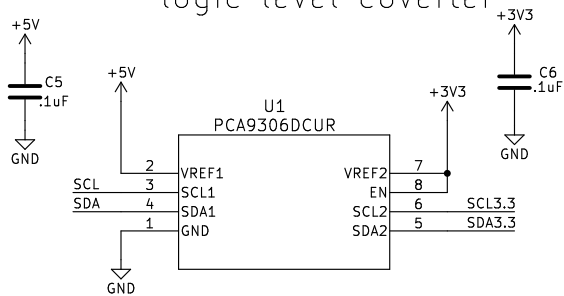 logic level coverter
+5V
C5
.1uF
GND
+3V3
C6
.1uF
GND
+5V
+3V3
U1
PCA9306DCUR
2 VREF1 VREF2 7
SCL 3 SCL1 EN 8
SDA 4 SDA1 SCL2 6 SCL3.3
1 GND SDA2 5 SDA3.3
GND